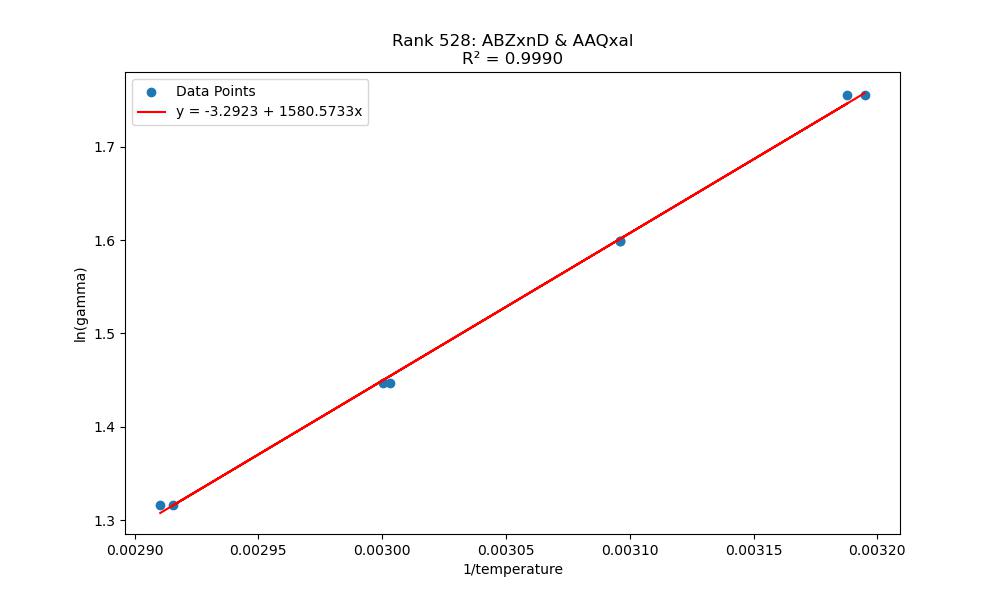 Rank 528: ABZxnD & AAQxal
R² = 0.9990
Data Points
y = -3.2923 + 1580.5733x
ln(gamma)
1.7
1.6
1.5
1.4
1.3
0.00290 0.00295 0.00300 0.00305 0.00310 0.00315 0.00320
1/temperature